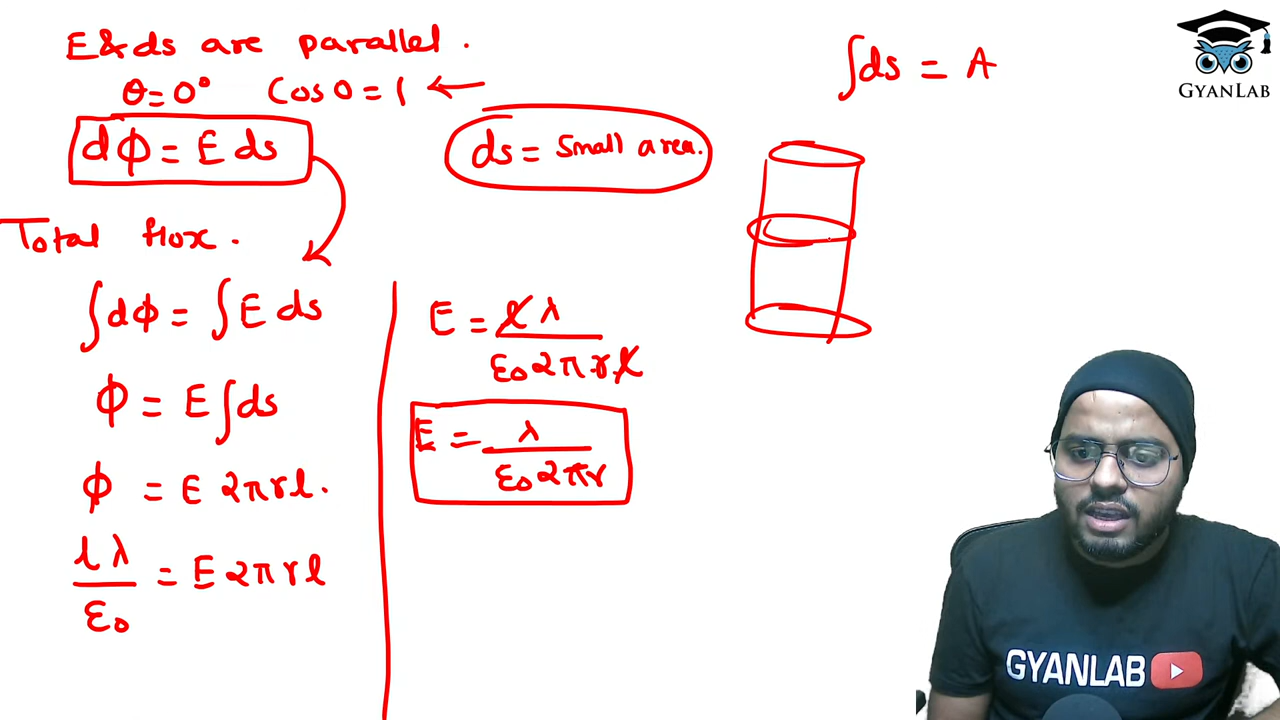 E&ds are parallel.
θ=0° Cos0=1 ←
dϕ = E ds
ds = Small area.
∫ds = A
Total flux.
∫dϕ = ∫E ds
ϕ = E∫ds
ϕ = E 2πrl.
lλ/ε₀ = E 2πrl
E = lλ/ε₀2πrl
E = λ/ε₀2πr
GYANLAB
GYANLAB